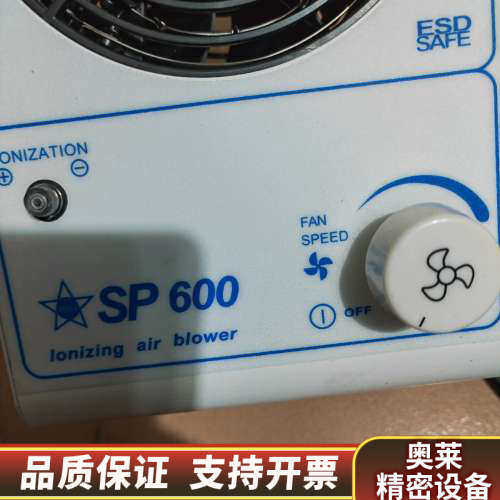 ESD
SAFE
IONIZATION
⊕ ⊖
FAN
SPEED
OFF
SP 600
Ionizing air blower
品质保证 支持开票
奥莱
精密设备